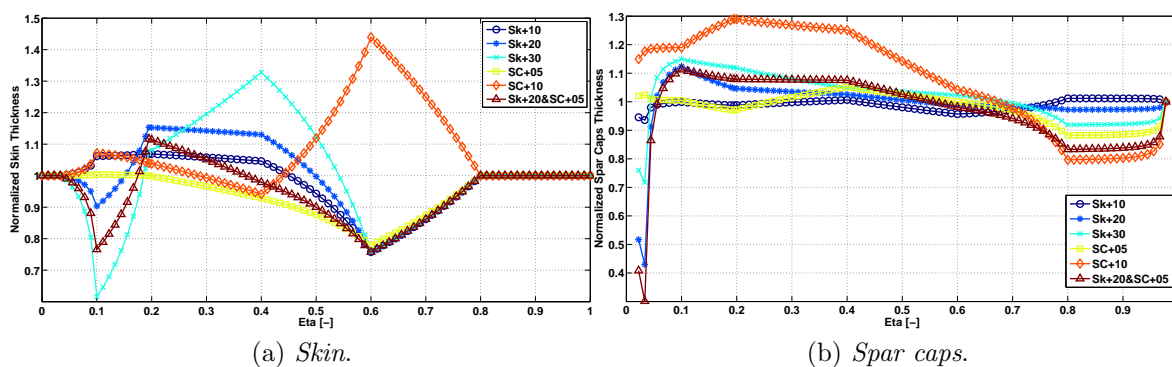 1.5
1.4
1.3
1.2
1.1
1
0.9
0.8
0.7
0 0.1 0.2 0.3 0.4 0.5 0.6 0.7 0.8 0.9 1
Eta [-]
Normalized Skin Thickness
Sk+10
Sk+20
Sk+30
SC+05
SC+10
Sk+20&SC+05
(a) Skin.
1.3
1.2
1.1
1
0.9
0.8
0.7
0.6
0.5
0.4
0 0.1 0.2 0.3 0.4 0.5 0.6 0.7 0.8 0.9
Eta [-]
Normalized Spar Caps Thickness
Sk+10
Sk+20
Sk+30
SC+05
SC+10
Sk+20&SC+05
(b) Spar caps.